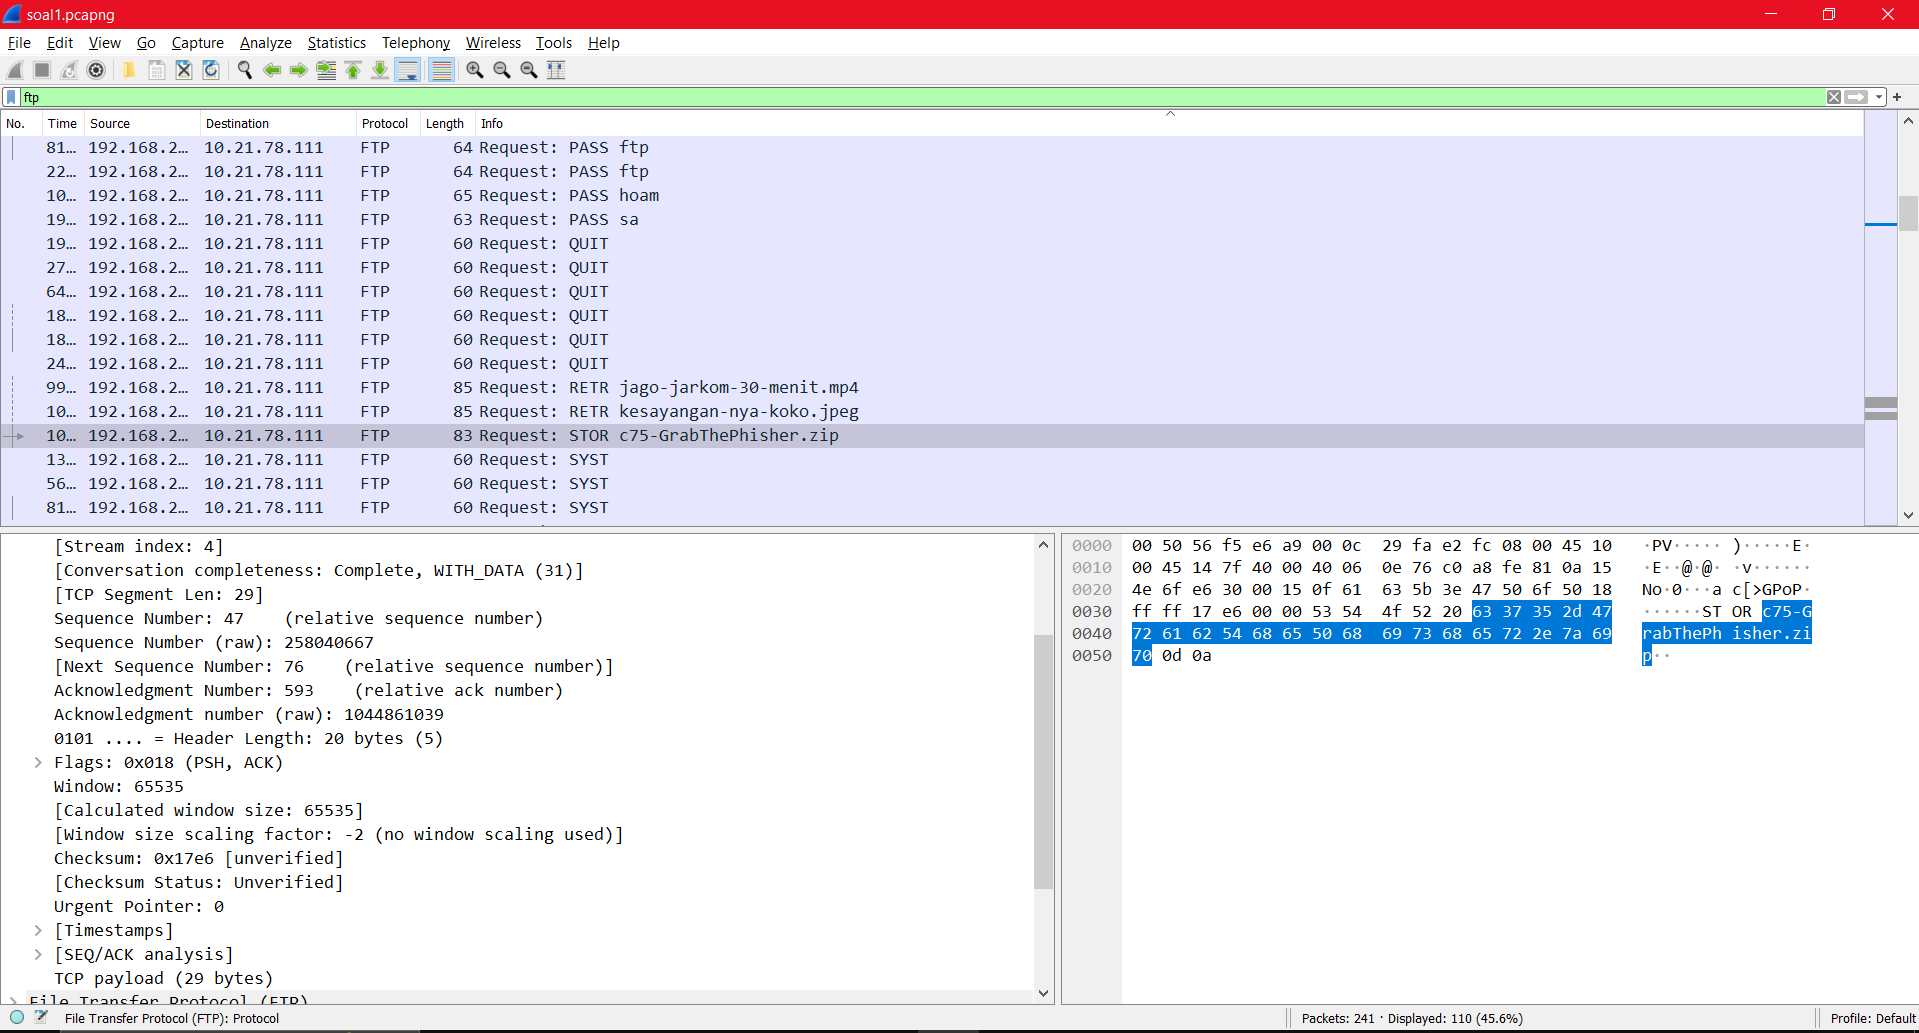 soal1.pcapng
File Edit View Go Capture Analyze Statistics Telephony Wireless Tools Help
ftp
No. Time Source Destination Protocol Length Info
81… 192.168.2… 10.21.78.111 FTP 64 Request: PASS ftp
22… 192.168.2… 10.21.78.111 FTP 64 Request: PASS ftp
10… 192.168.2… 10.21.78.111 FTP 65 Request: PASS hoam
19… 192.168.2… 10.21.78.111 FTP 63 Request: PASS sa
19… 192.168.2… 10.21.78.111 FTP 60 Request: QUIT
27… 192.168.2… 10.21.78.111 FTP 60 Request: QUIT
64… 192.168.2… 10.21.78.111 FTP 60 Request: QUIT
18… 192.168.2… 10.21.78.111 FTP 60 Request: QUIT
18… 192.168.2… 10.21.78.111 FTP 60 Request: QUIT
24… 192.168.2… 10.21.78.111 FTP 60 Request: QUIT
99… 192.168.2… 10.21.78.111 FTP 85 Request: RETR jago-jarkom-30-menit.mp4
10… 192.168.2… 10.21.78.111 FTP 85 Request: RETR kesayangan-nya-koko.jpeg
10… 192.168.2… 10.21.78.111 FTP 83 Request: STOR c75-GrabThePhisher.zip
13… 192.168.2… 10.21.78.111 FTP 60 Request: SYST
56… 192.168.2… 10.21.78.111 FTP 60 Request: SYST
81… 192.168.2… 10.21.78.111 FTP 60 Request: SYST
[Stream index: 4]
[Conversation completeness: Complete, WITH_DATA (31)]
[TCP Segment Len: 29]
Sequence Number: 47    (relative sequence number)
Sequence Number (raw): 258040667
[Next Sequence Number: 76    (relative sequence number)]
Acknowledgment Number: 593    (relative ack number)
Acknowledgment number (raw): 1044861039
0101 .... = Header Length: 20 bytes (5)
Flags: 0x018 (PSH, ACK)
Window: 65535
[Calculated window size: 65535]
[Window size scaling factor: -2 (no window scaling used)]
Checksum: 0x17e6 [unverified]
[Checksum Status: Unverified]
Urgent Pointer: 0
[Timestamps]
[SEQ/ACK analysis]
TCP payload (29 bytes)
File Transfer Protocol (FTP)
0000 00 50 56 f5 e6 a9 00 0c 29 fa e2 fc 08 00 45 10 ·PV····· )·····E·
0010 00 45 14 7f 40 00 40 06 0e 76 c0 a8 fe 81 0a 15 ·E··@·@· ·v······
0020 4e 6f e6 30 00 15 0f 61 63 5b 3e 47 50 6f 50 18 No·0···a c[>GPoP·
0030 ff ff 17 e6 00 00 53 54 4f 52 20 63 37 35 2d 47 ······ST OR c75-G
0040 72 61 62 54 68 65 50 68 69 73 68 65 72 2e 7a 69 rabThePh isher.zi
0050 70 0d 0a p··
File Transfer Protocol (FTP): Protocol
Packets: 241 · Displayed: 110 (45.6%)
Profile: Default